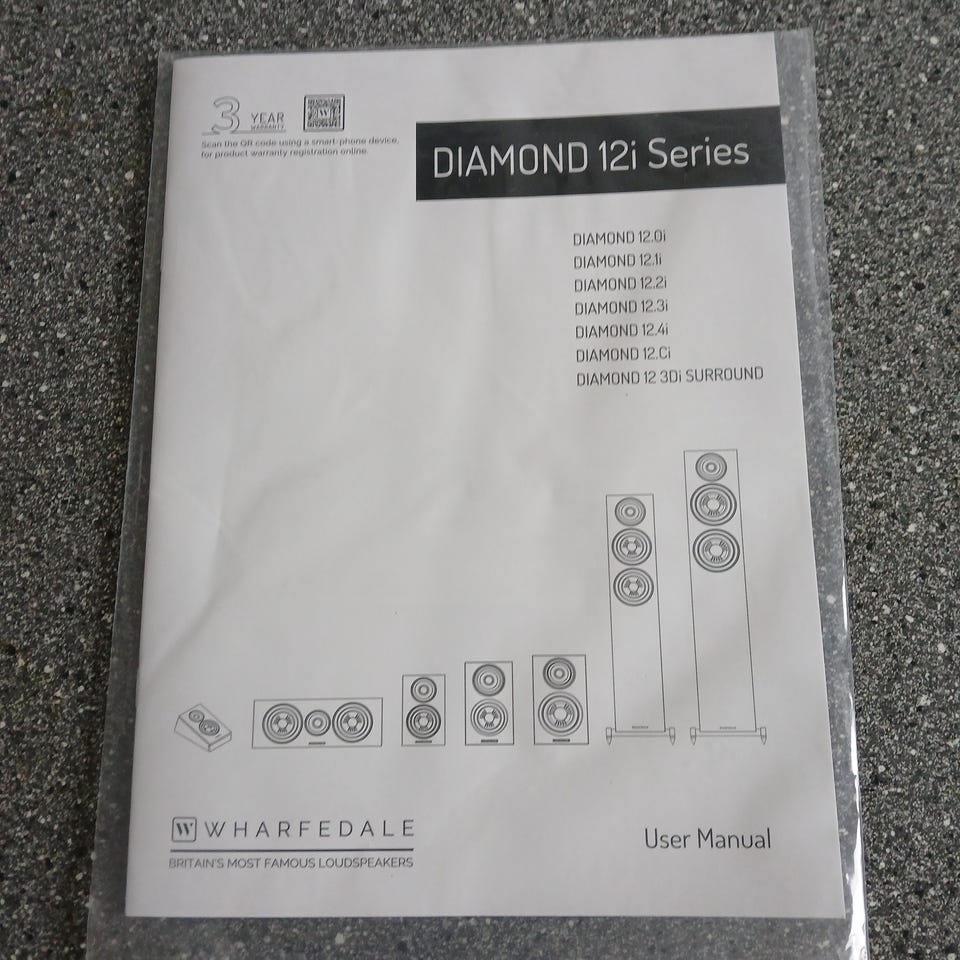 3 YEAR
WARRANTY
Scan the QR code using a smart-phone device,
for product warranty registration online.
DIAMOND 12i Series
DIAMOND 12.0i
DIAMOND 12.1i
DIAMOND 12.2i
DIAMOND 12.3i
DIAMOND 12.4i
DIAMOND 12.Ci
DIAMOND 12 3Di SURROUND
W WHARFEDALE
BRITAIN'S MOST FAMOUS LOUDSPEAKERS
User Manual